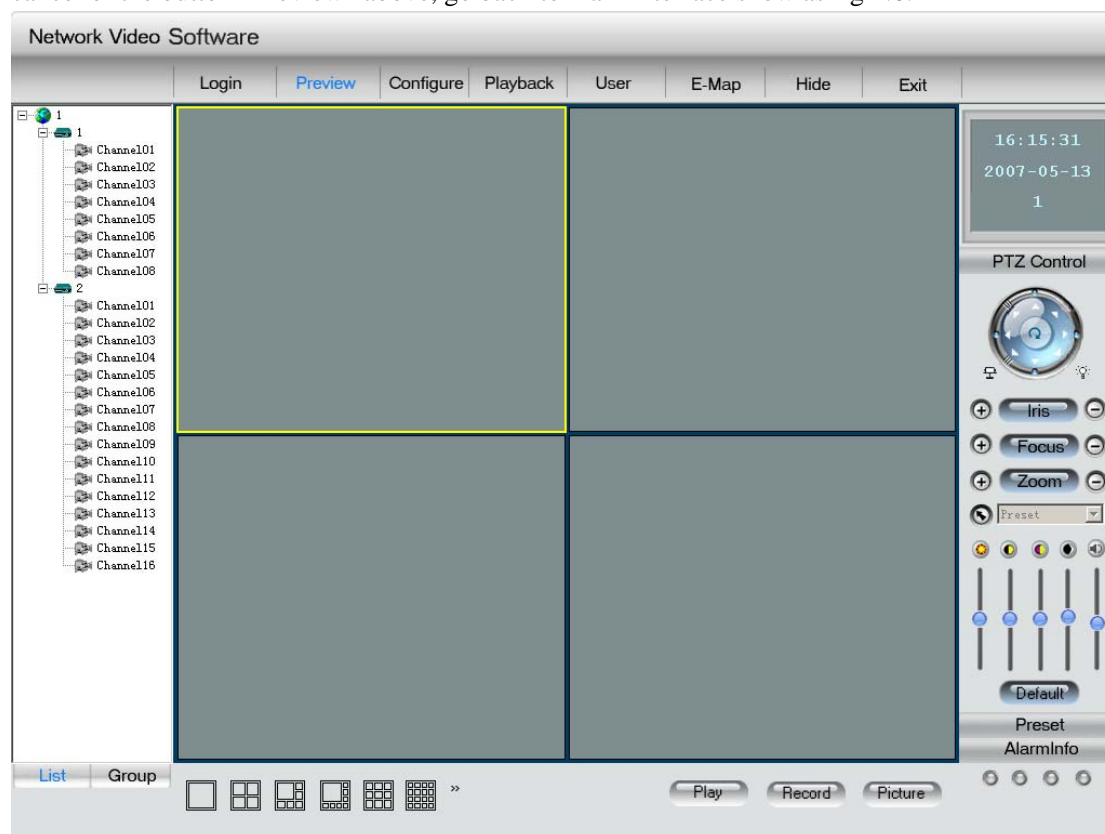 Network Video Software
Login Preview Configure Playback User E-Map Hide Exit
1
1
Channel01
Channel02
Channel03
Channel04
Channel05
Channel06
Channel07
Channel08
2
Channel01
Channel02
Channel03
Channel04
Channel05
Channel06
Channel07
Channel08
Channel09
Channel10
Channel11
Channel12
Channel13
Channel14
Channel15
Channel16
List Group
16:15:31
2007-05-13
1
PTZ Control
Iris
Focus
Zoom
Preset
Default
Preset
AlarmInfo
» Play Record Picture